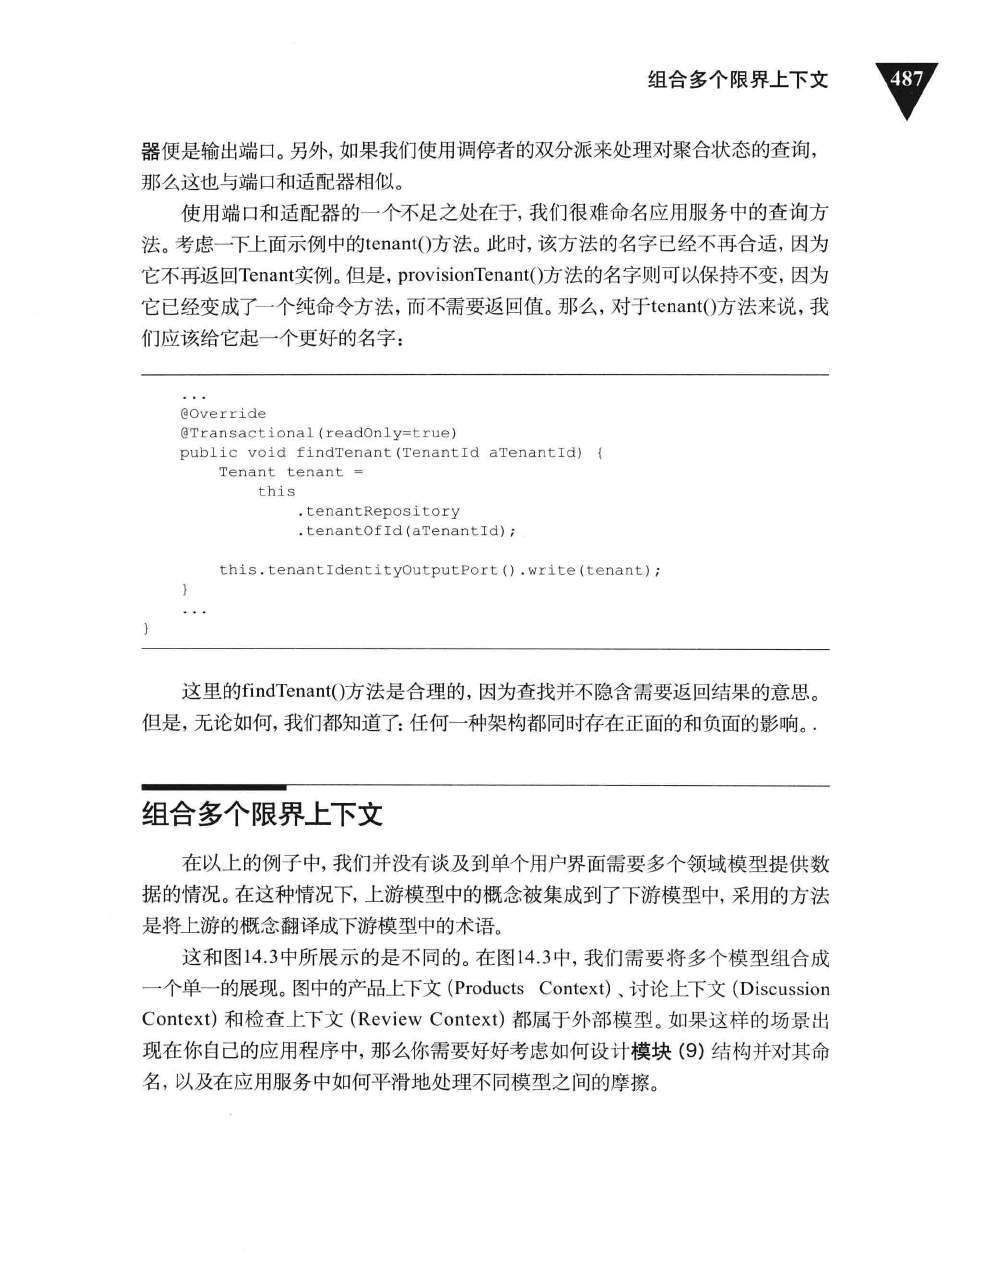 组合多个限界上下文
487
器便是输出端口。另外, 如果我们使用调停者的双分派来处理对聚合状态的查询,
那么这也与端口和适配器相似。
使用端口和适配器的一个不足之处在于, 我们很难命名应用服务中的查询方
法。考虑一下上面示例中的tenant()方法。此时, 该方法的名字已经不再合适, 因为
它不再返回Tenant实例。但是, provisionTenant()方法的名字则可以保持不变, 因为
它已经变成了一个纯命令方法, 而不需要返回值。那么, 对于tenant()方法来说, 我
们应该给它起一个更好的名字:
...
@Override
@Transactional(readOnly=true)
public void findTenant(TenantId aTenantId) {
Tenant tenant =
this
.tenantRepository
.tenantOfId(aTenantId);
this.tenantIdentityOutputPort().write(tenant);
}
...
}
这里的findTenant()方法是合理的, 因为查找并不隐含需要返回结果的意思。
但是, 无论如何, 我们都知道了: 任何一种架构都同时存在正面的和负面的影响。.
组合多个限界上下文
在以上的例子中, 我们并没有谈及到单个用户界面需要多个领域模型提供数
据的情况。在这种情况下, 上游模型中的概念被集成到了下游模型中, 采用的方法
是将上游的概念翻译成下游模型中的术语。
这和图14.3中所展示的是不同的。在图14.3中, 我们需要将多个模型组合成
一个单一的展现。图中的产品上下文 (Products Context) 、讨论上下文 (Discussion
Context) 和检查上下文 (Review Context) 都属于外部模型。如果这样的场景出
现在你自己的应用程序中, 那么你需要好好考虑如何设计模块 (9) 结构并对其命
名, 以及在应用服务中如何平滑地处理不同模型之间的摩擦。